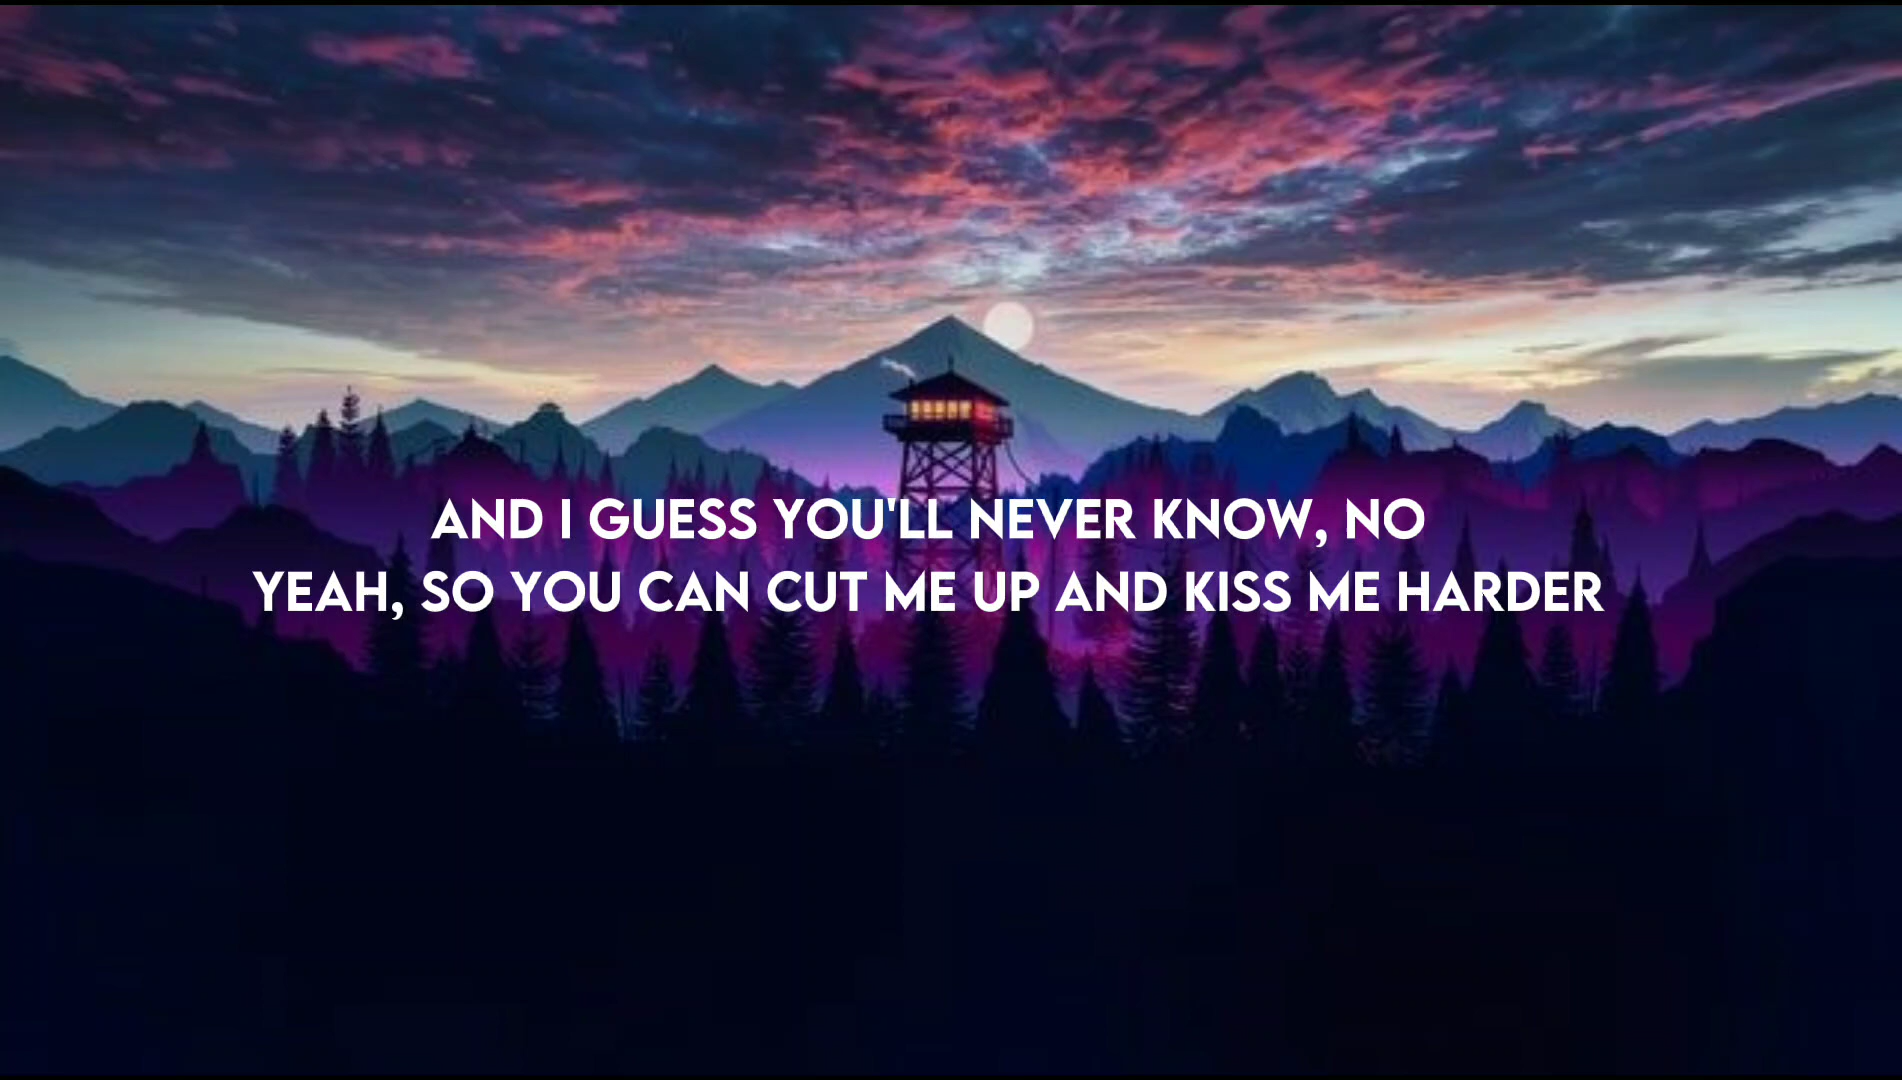 AND I GUESS YOU'LL NEVER KNOW, NO
YEAH, SO YOU CAN CUT ME UP AND KISS ME HARDER